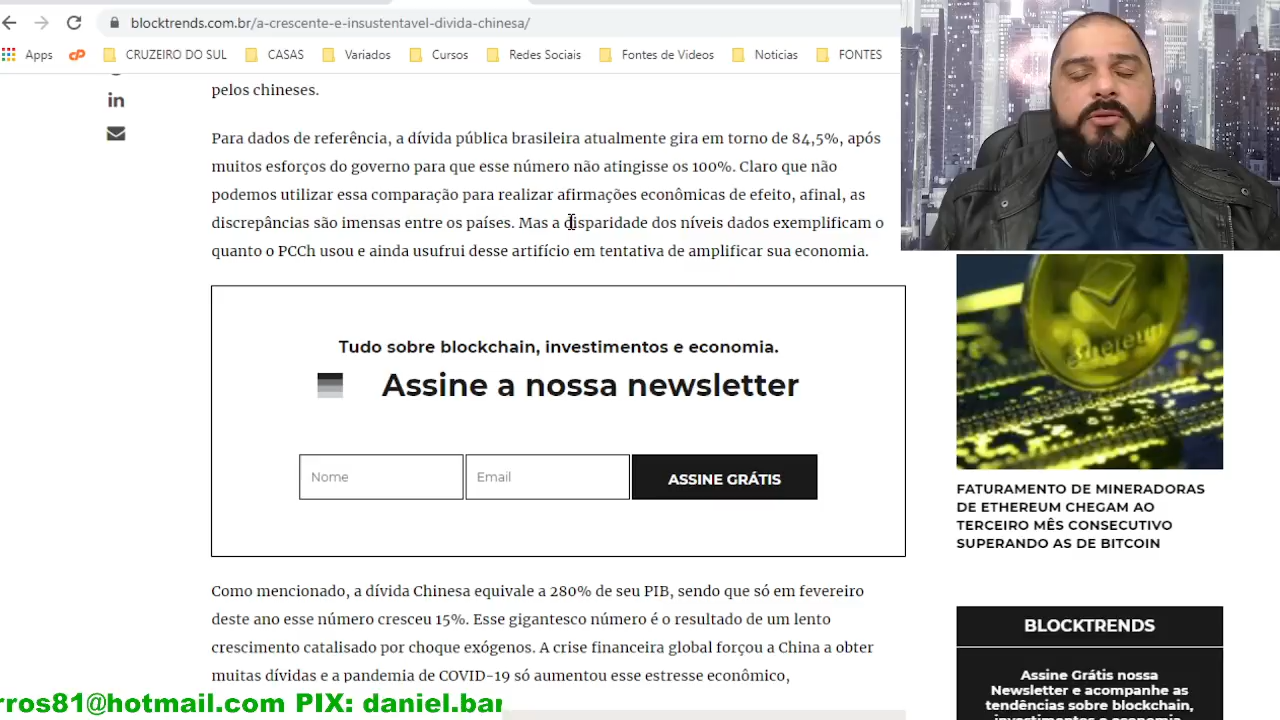 blocktrends.com.br/a-crescente-e-insustentavel-divida-chinesa/
Apps CRUZEIRO DO SUL CASAS Variados Cursos Redes Sociais Fontes de Videos Noticias FONTES
pelos chineses.
Para dados de referência, a dívida pública brasileira atualmente gira em torno de 84,5%, após
muitos esforços do governo para que esse número não atingisse os 100%. Claro que não
podemos utilizar essa comparação para realizar afirmações econômicas de efeito, afinal, as
discrepâncias são imensas entre os países. Mas a disparidade dos níveis dados exemplificam o
quanto o PCCh usou e ainda usufrui desse artifício em tentativa de amplificar sua economia.
Tudo sobre blockchain, investimentos e economia.
Assine a nossa newsletter
Nome Email ASSINE GRÁTIS
Como mencionado, a dívida Chinesa equivale a 280% de seu PIB, sendo que só em fevereiro
deste ano esse número cresceu 15%. Esse gigantesco número é o resultado de um lento
crescimento catalisado por choque exógenos. A crise financeira global forçou a China a obter
muitas dívidas e a pandemia de COVID-19 só aumentou esse estresse econômico,
ethereum
FATURAMENTO DE MINERADORAS
DE ETHEREUM CHEGAM AO
TERCEIRO MÊS CONSECUTIVO
SUPERANDO AS DE BITCOIN
BLOCKTRENDS
Assine Grátis nossa
Newsletter e acompanhe as
tendências sobre blockchain,
investimentos e economia
rros81@hotmail.com PIX: daniel.bar